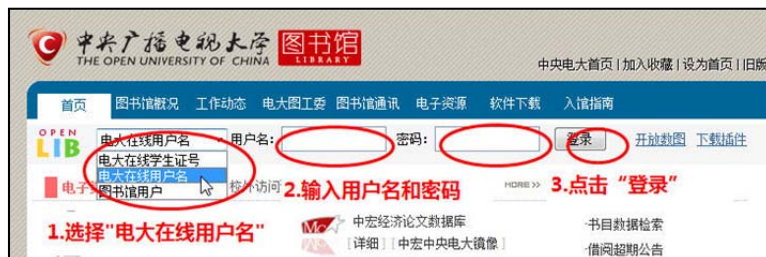 中央广播电视大学 图书馆
THE OPEN UNIVERSITY OF CHINA LIBRARY
中央电大首页 | 加入收藏 | 设为首页 | 旧版
首页 图书馆概况 工作动态 电大图工委 图书馆通讯 电子资源 软件下载 入馆指南
OPEN LIB 电大在线用户名 用户名: 密码: 登录 开放数图 下载插件
电大在线学生证号
电大在线用户名
图书馆用户
校外访问 MORE >>
2.输入用户名和密码
3.点击“登录”
1.选择"电大在线用户名"
中宏经济论文数据库
[详细] [中宏中央电大镜像]
·书目数据检索
·借阅超期公告